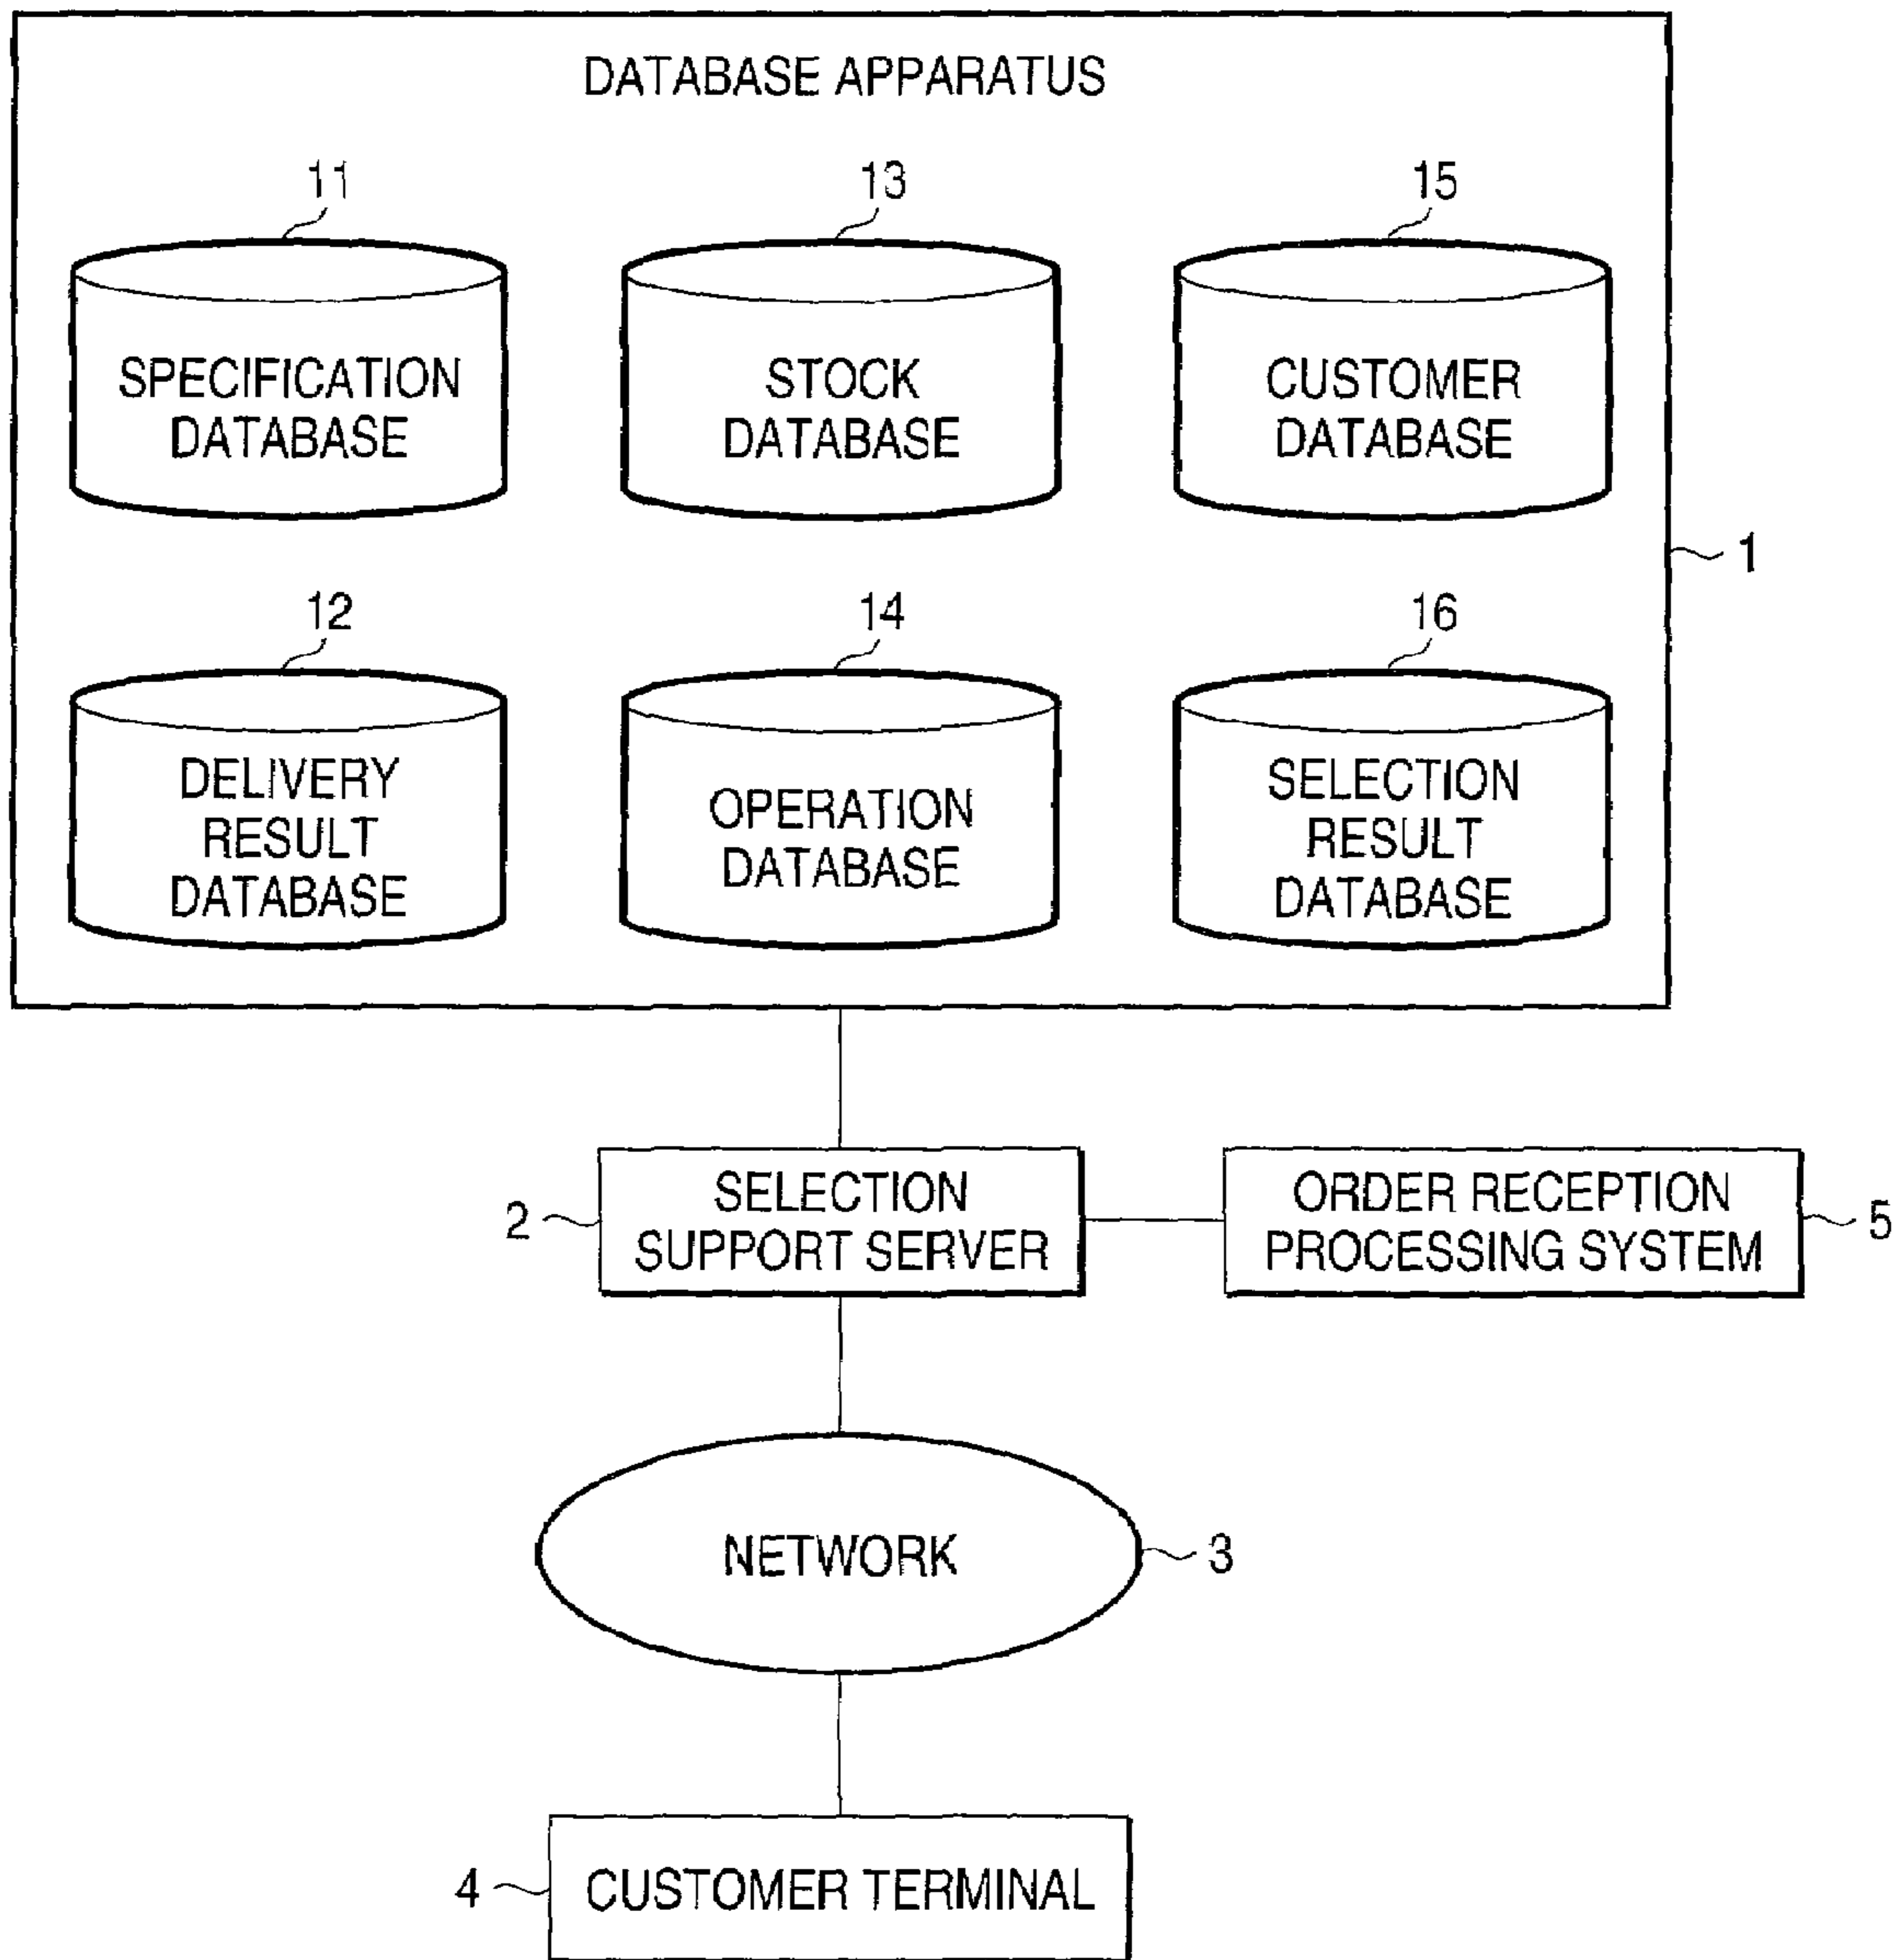 DATABASE APPARATUS
11
13
15
SPECIFICATION
DATABASE
STOCK
DATABASE
CUSTOMER
DATABASE
1
12
14
16
DELIVERY
RESULT
DATABASE
OPERATION
DATABASE
SELECTION
RESULT
DATABASE
2
SELECTION
SUPPORT SERVER
ORDER RECEPTION
PROCESSING SYSTEM
5
NETWORK
3
4
CUSTOMER TERMINAL